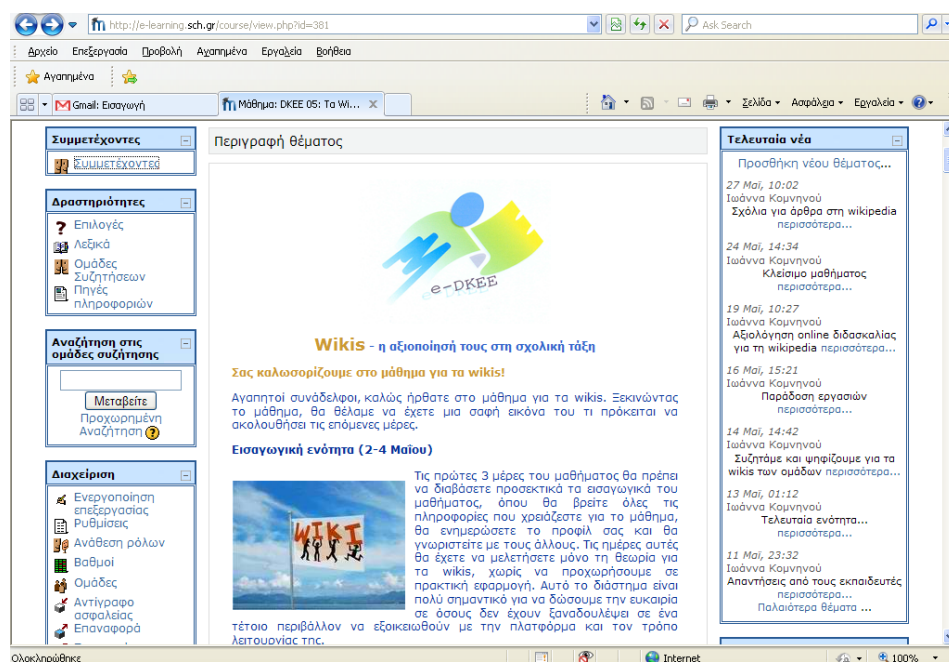 http://e-learning.sch.gr/course/view.php?id=381
Ask Search
Αρχείο Επεξεργασία Προβολή Αγαπημένα Εργαλεία Βοήθεια
Αγαπημένα
Gmail: Εισαγωγή
Μάθημα: DKEE 05: Τα Wi...
Σελίδα
Ασφάλεια
Εργαλεία
Συμμετέχοντες
Συμμετέχοντες
Δραστηριότητες
Επιλογές
Λεξικά
Ομάδες
Συζητήσεων
Πηγές
πληροφοριών
Αναζήτηση στις
ομάδες συζήτησης
Μεταβείτε
Προχωρημένη
Αναζήτηση
Διαχείριση
Ενεργοποίηση
επεξεργασίας
Ρυθμίσεις
Ανάθεση ρόλων
Βαθμοί
Ομάδες
Αντίγραφο
ασφαλείας
Επαναφορά
Περιγραφή θέματος
e-DKEE
Wikis - η αξιοποίησή τους στη σχολική τάξη
Σας καλωσορίζουμε στο μάθημα για τα wikis!
Αγαπητοί συνάδελφοι, καλώς ήρθατε στο μάθημα για τα wikis. Ξεκινώντας
το μάθημα, θα θέλαμε να έχετε μια σαφή εικόνα του τι πρόκειται να
ακολουθήσει τις επόμενες μέρες.
Εισαγωγική ενότητα (2-4 Μαΐου)
WIKI
Τις πρώτες 3 μέρες του μαθήματος θα πρέπει
να διαβάσετε προσεκτικά τα εισαγωγικά του
μαθήματος, όπου θα βρείτε όλες τις
πληροφορίες που χρειάζεστε για το μάθημα,
θα ενημερώσετε το προφίλ σας και θα
γνωριστείτε με τους άλλους. Τις ημέρες αυτές
θα έχετε να μελετήσετε μόνο τη θεωρία για
τα wikis, χωρίς να προχωρήσουμε σε
πρακτική εφαρμογή. Αυτό το διάστημα είναι
πολύ σημαντικό για να δώσουμε την ευκαιρία
σε όσους δεν έχουν ξαναδουλέψει σε ένα
τέτοιο περιβάλλον να εξοικειωθούν με την πλατφόρμα και τον τρόπο
λειτουργίας της.
Τελευταία νέα
Προσθήκη νέου θέματος...
27 Μαϊ, 10:02
Ιωάννα Κομνηνού
Σχόλια για άρθρα στη wikipedia
περισσότερα...
24 Μαϊ, 14:34
Ιωάννα Κομνηνού
Κλείσιμο μαθήματος
περισσότερα...
19 Μαϊ, 10:27
Ιωάννα Κομνηνού
Αξιολόγηση online διδασκαλίας
για τη wikipedia περισσότερα...
16 Μαϊ, 15:21
Ιωάννα Κομνηνού
Παράδοση εργασιών
περισσότερα...
14 Μαϊ, 14:42
Ιωάννα Κομνηνού
Συζητάμε και ψηφίζουμε για τα
wikis των ομάδων περισσότερα...
13 Μαϊ, 01:12
Ιωάννα Κομνηνού
Τελευταία ενότητα...
περισσότερα...
11 Μαϊ, 23:32
Ιωάννα Κομνηνού
Απαντήσεις από τους εκπαιδευτές
περισσότερα...
Παλαιότερα θέματα ...
Ολοκληρώθηκε
Internet
100%